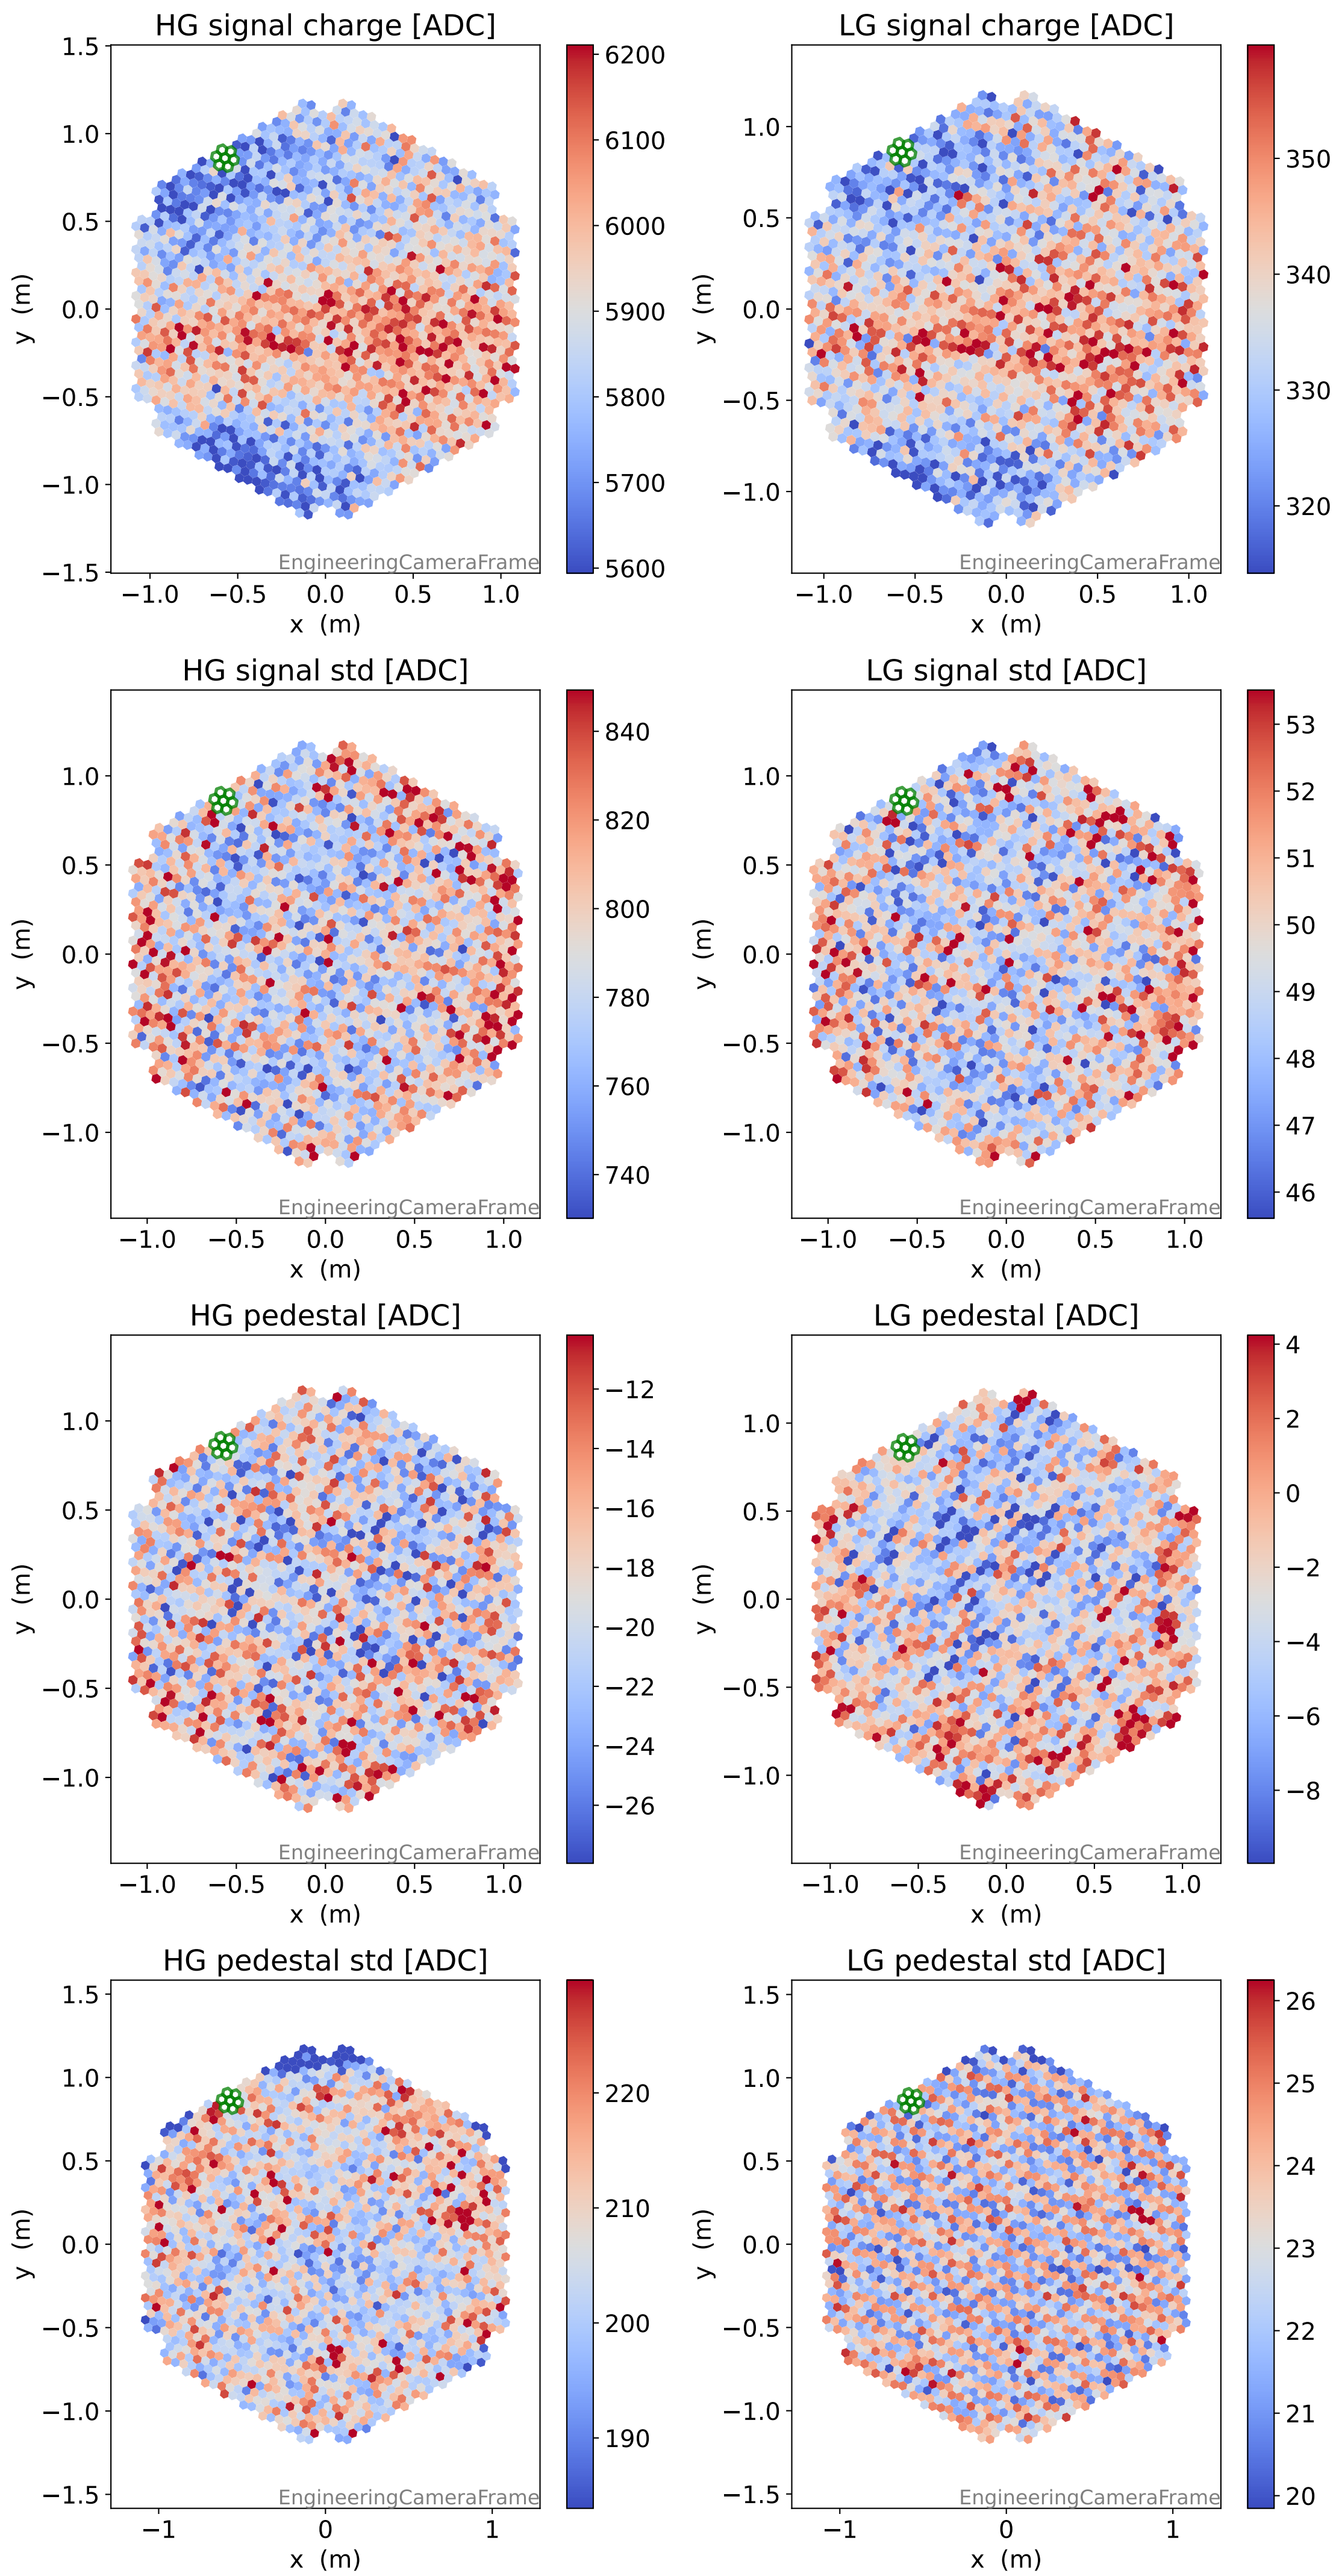 HG signal charge [ADC]
1.5
1.0
0.5
0.0
−0.5
−1.0
−1.5
y (m)
−1.0 −0.5 0.0 0.5 1.0
x (m)
EngineeringCameraFrame
6200
6100
6000
5900
5800
5700
5600
LG signal charge [ADC]
1.0
0.5
0.0
−0.5
−1.0
y (m)
−1.0 −0.5 0.0 0.5 1.0
x (m)
EngineeringCameraFrame
350
340
330
320
HG signal std [ADC]
1.0
0.5
0.0
−0.5
−1.0
y (m)
−1.0 −0.5 0.0 0.5 1.0
x (m)
EngineeringCameraFrame
840
820
800
780
760
740
LG signal std [ADC]
1.0
0.5
0.0
−0.5
−1.0
y (m)
−1.0 −0.5 0.0 0.5 1.0
x (m)
EngineeringCameraFrame
53
52
51
50
49
48
47
46
HG pedestal [ADC]
1.0
0.5
0.0
−0.5
−1.0
y (m)
−1.0 −0.5 0.0 0.5 1.0
x (m)
EngineeringCameraFrame
−12
−14
−16
−18
−20
−22
−24
−26
LG pedestal [ADC]
1.0
0.5
0.0
−0.5
−1.0
y (m)
−1.0 −0.5 0.0 0.5 1.0
x (m)
EngineeringCameraFrame
4
2
0
−2
−4
−6
−8
HG pedestal std [ADC]
1.5
1.0
0.5
0.0
−0.5
−1.0
−1.5
y (m)
−1 0 1
x (m)
EngineeringCameraFrame
220
210
200
190
LG pedestal std [ADC]
1.5
1.0
0.5
0.0
−0.5
−1.0
−1.5
y (m)
−1 0 1
x (m)
EngineeringCameraFrame
26
25
24
23
22
21
20